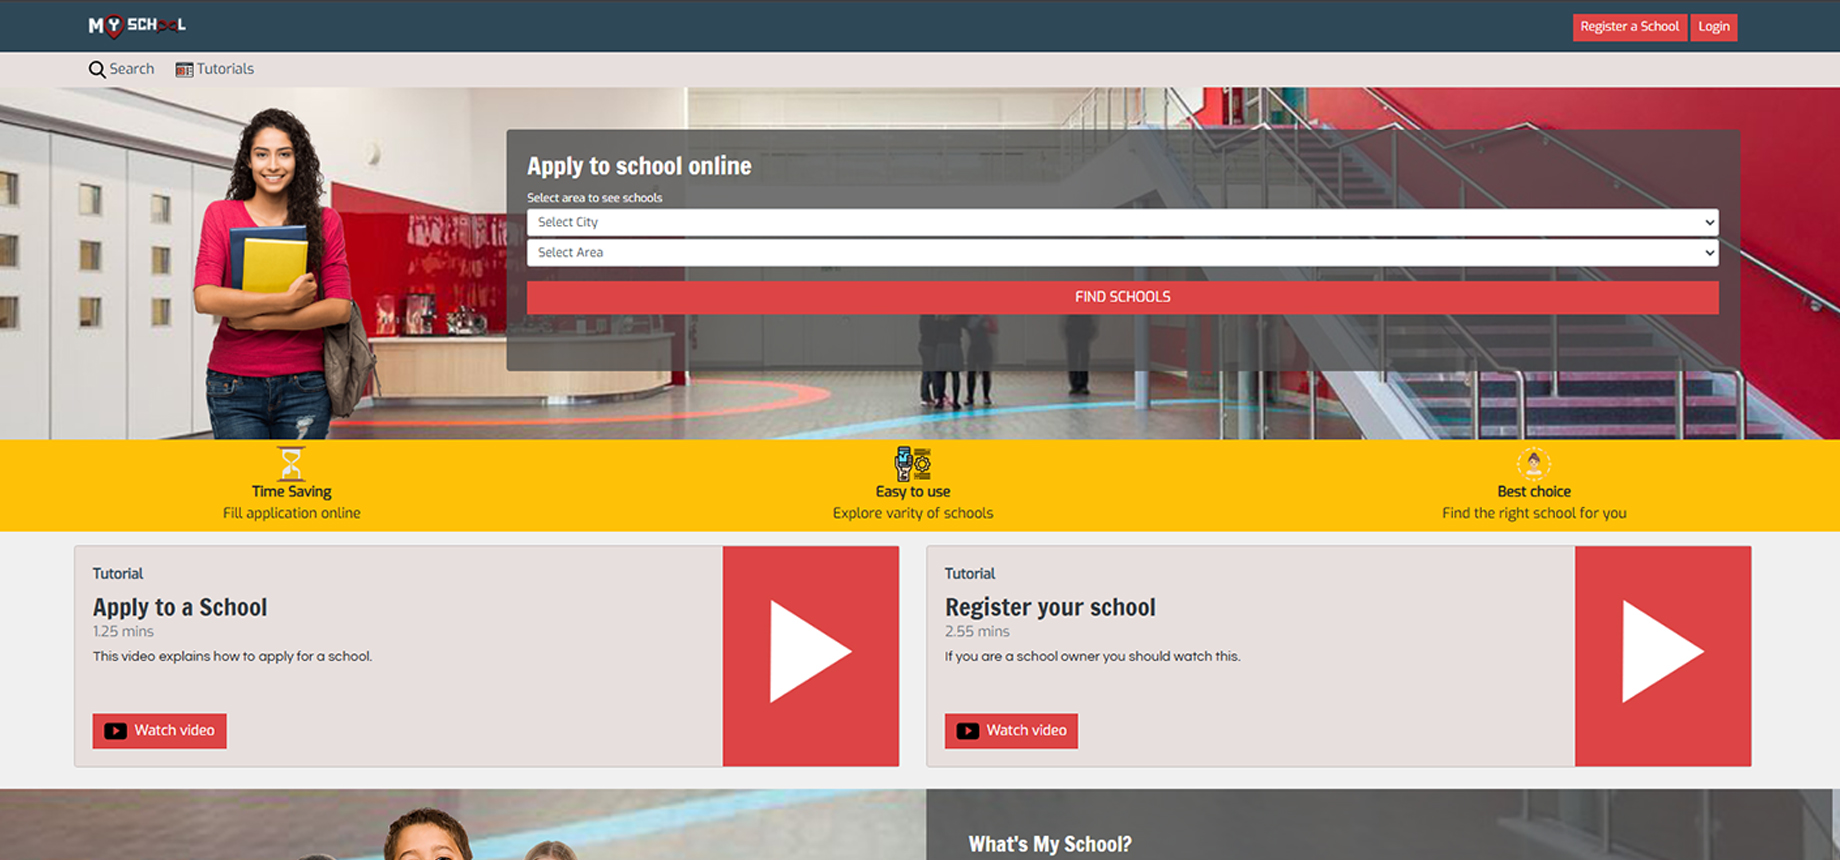 MY SCHOOL
Register a School
Login
Search
Tutorials
Apply to school online
Select area to see schools
Select City
Select Area
FIND SCHOOLS
Time Saving
Fill application online
Easy to use
Explore varity of schools
Best choice
Find the right school for you
Tutorial
Apply to a School
1.25 mins
This video explains how to apply for a school.
Watch video
Tutorial
Register your school
2.55 mins
If you are a school owner you should watch this.
Watch video
What's My School?